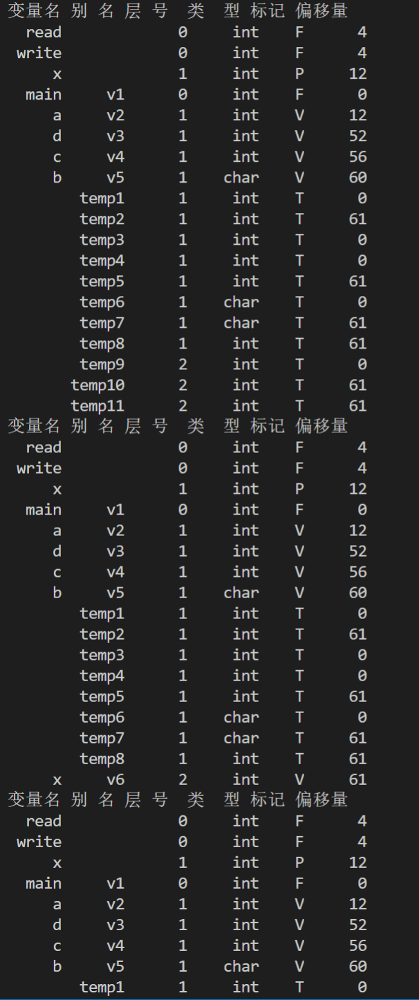 变量名 别 名 层 号 类 型 标记 偏移量
read 0 int F 4
write 0 int F 4
x 1 int P 12
main v1 0 int F 0
a v2 1 int V 12
d v3 1 int V 52
c v4 1 int V 56
b v5 1 char V 60
temp1 1 int T 0
temp2 1 int T 61
temp3 1 int T 0
temp4 1 int T 0
temp5 1 int T 61
temp6 1 char T 0
temp7 1 char T 61
temp8 1 int T 61
temp9 2 int T 0
temp10 2 int T 61
temp11 2 int T 61
变量名 别 名 层 号 类 型 标记 偏移量
read 0 int F 4
write 0 int F 4
x 1 int P 12
main v1 0 int F 0
a v2 1 int V 12
d v3 1 int V 52
c v4 1 int V 56
b v5 1 char V 60
temp1 1 int T 0
temp2 1 int T 61
temp3 1 int T 0
temp4 1 int T 0
temp5 1 int T 61
temp6 1 char T 0
temp7 1 char T 61
temp8 1 int T 61
x v6 2 int V 61
变量名 别 名 层 号 类 型 标记 偏移量
read 0 int F 4
write 0 int F 4
x 1 int P 12
main v1 0 int F 0
a v2 1 int V 12
d v3 1 int V 52
c v4 1 int V 56
b v5 1 char V 60
temp1 1 int T 0